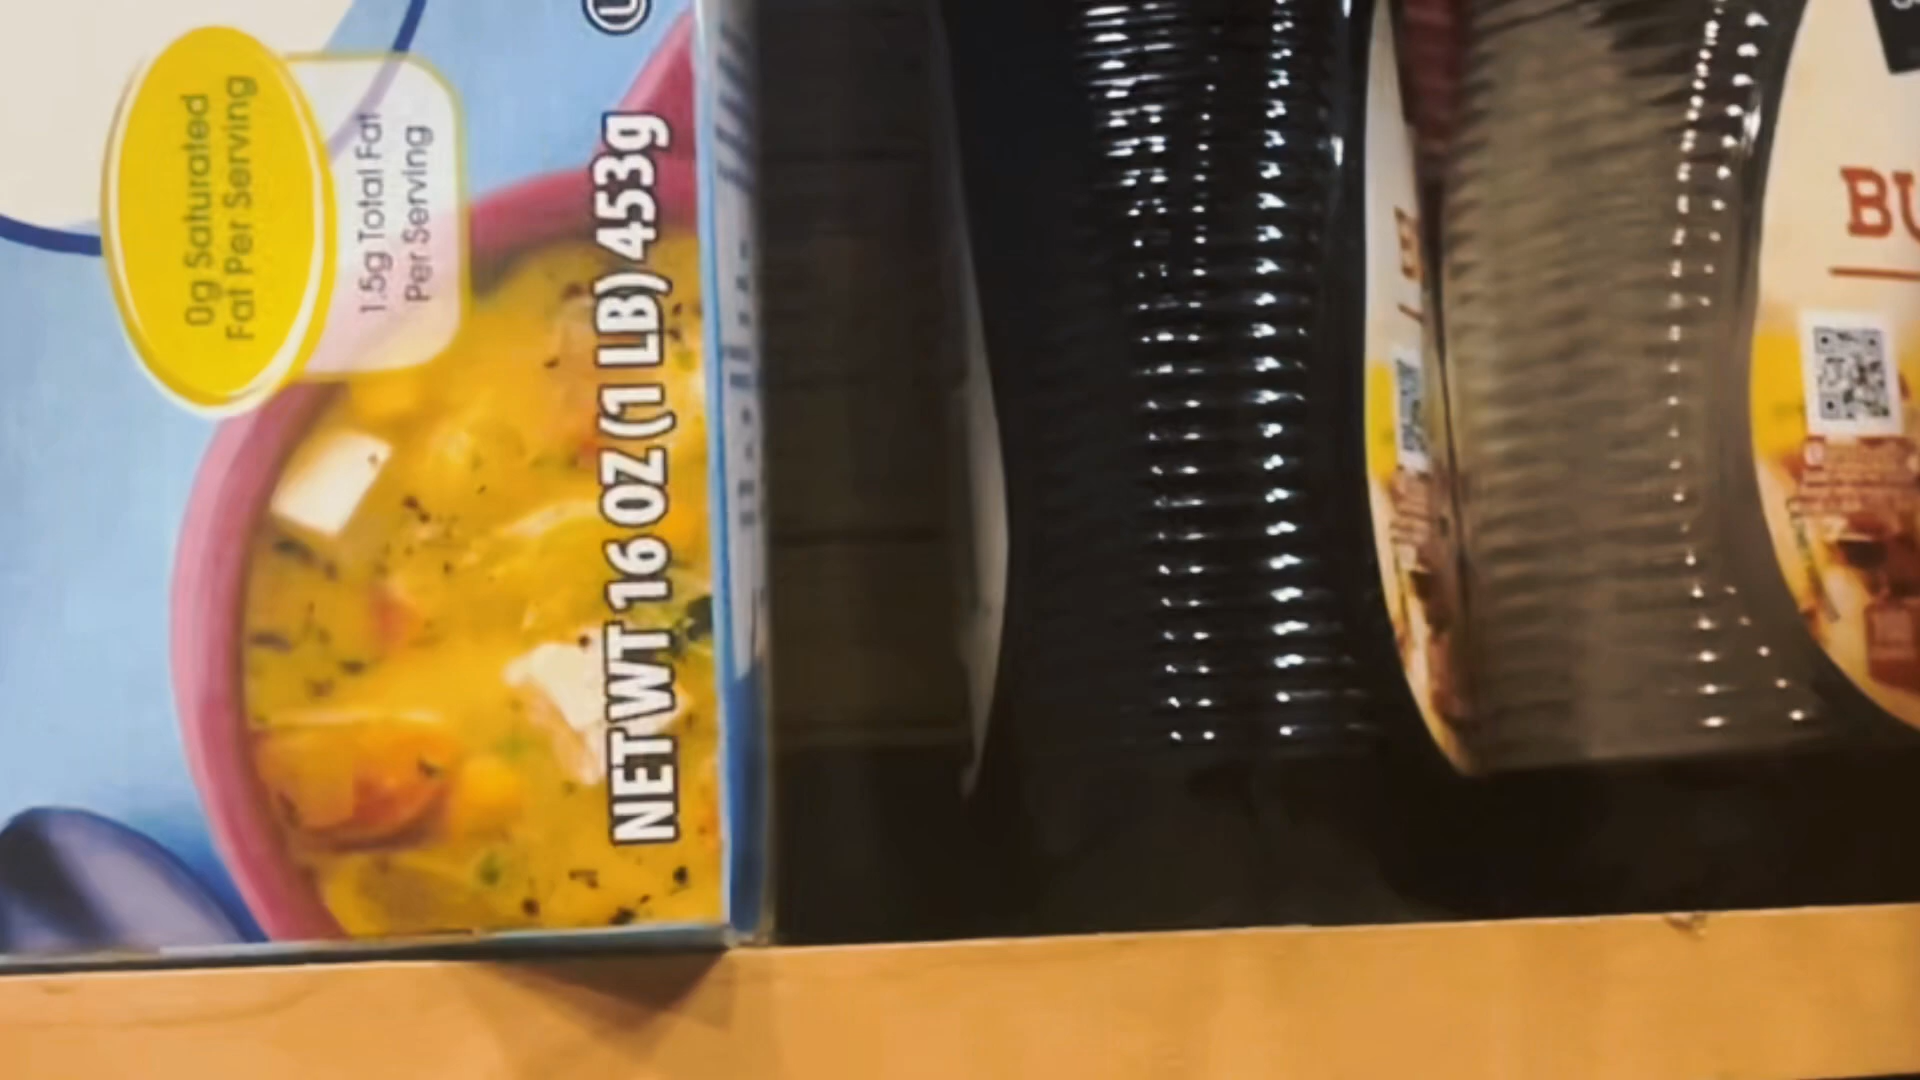 0g Saturated
Fat Per Serving
1.5g Total Fat
Per Serving
NET WT 16 OZ (1 LB) 453g
BU